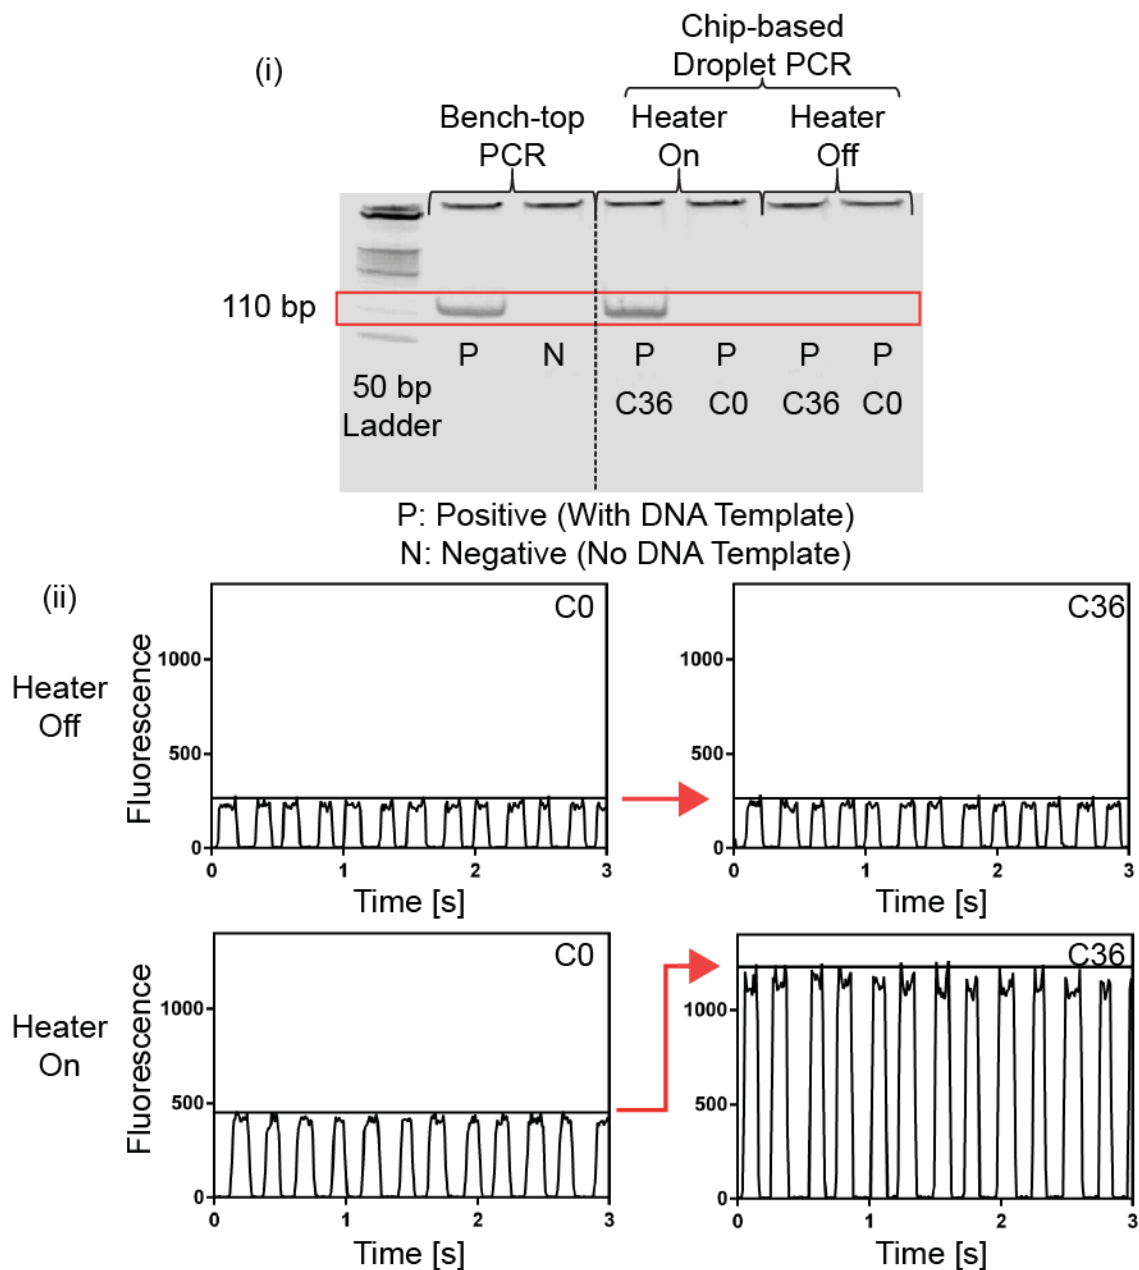 (i)
Chip-based
Droplet PCR
Bench-top
PCR
Heater
On
Heater
Off
110 bp
P N P P P P
C36 C0 C36 C0
50 bp
Ladder
P: Positive (With DNA Template)
N: Negative (No DNA Template)
(ii)
Heater
Off
Fluorescence
C0
1000
500
0
0 1 2 3
Time [s]
C36
1000
500
0
0 1 2 3
Time [s]
Heater
On
Fluorescence
C0
1000
500
0
0 1 2 3
Time [s]
C36
1000
500
0
0 1 2 3
Time [s]